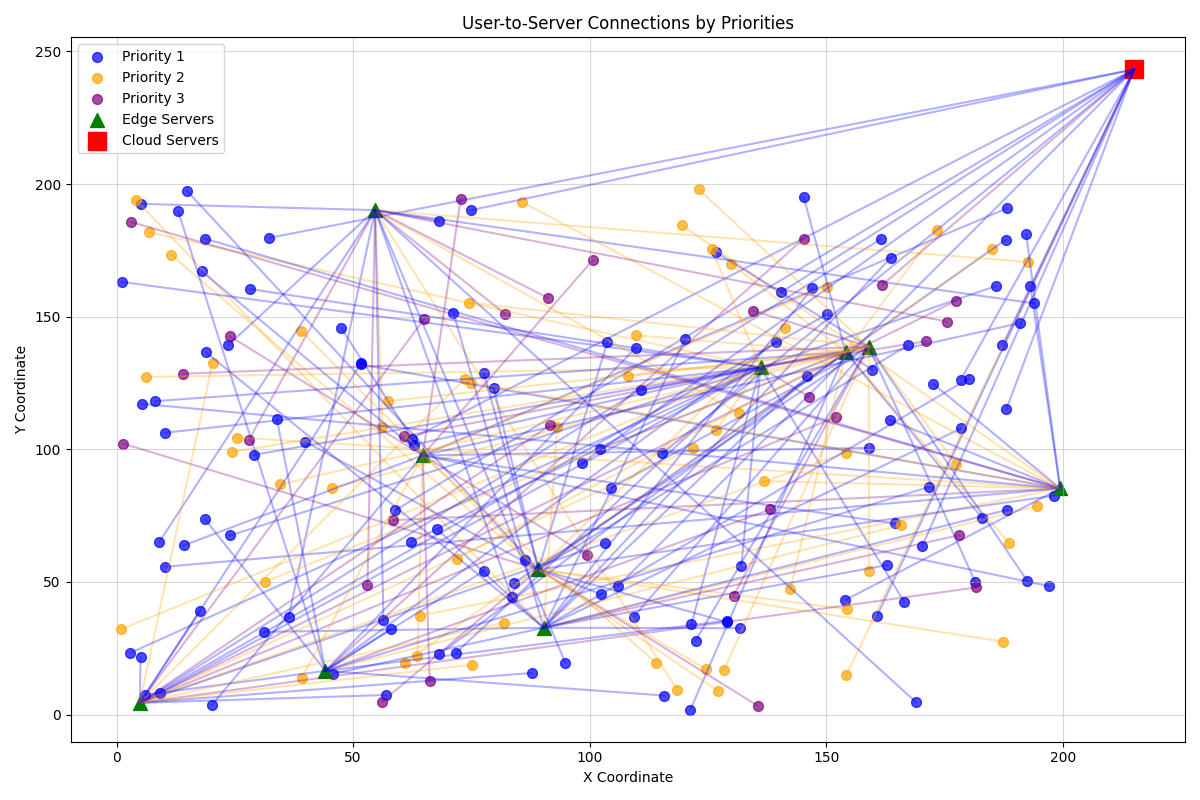 User-to-Server Connections by Priorities
Priority 1
Priority 2
Priority 3
Edge Servers
Cloud Servers
Y Coordinate
250
200
150
100
50
0
0
50
100
150
200
X Coordinate